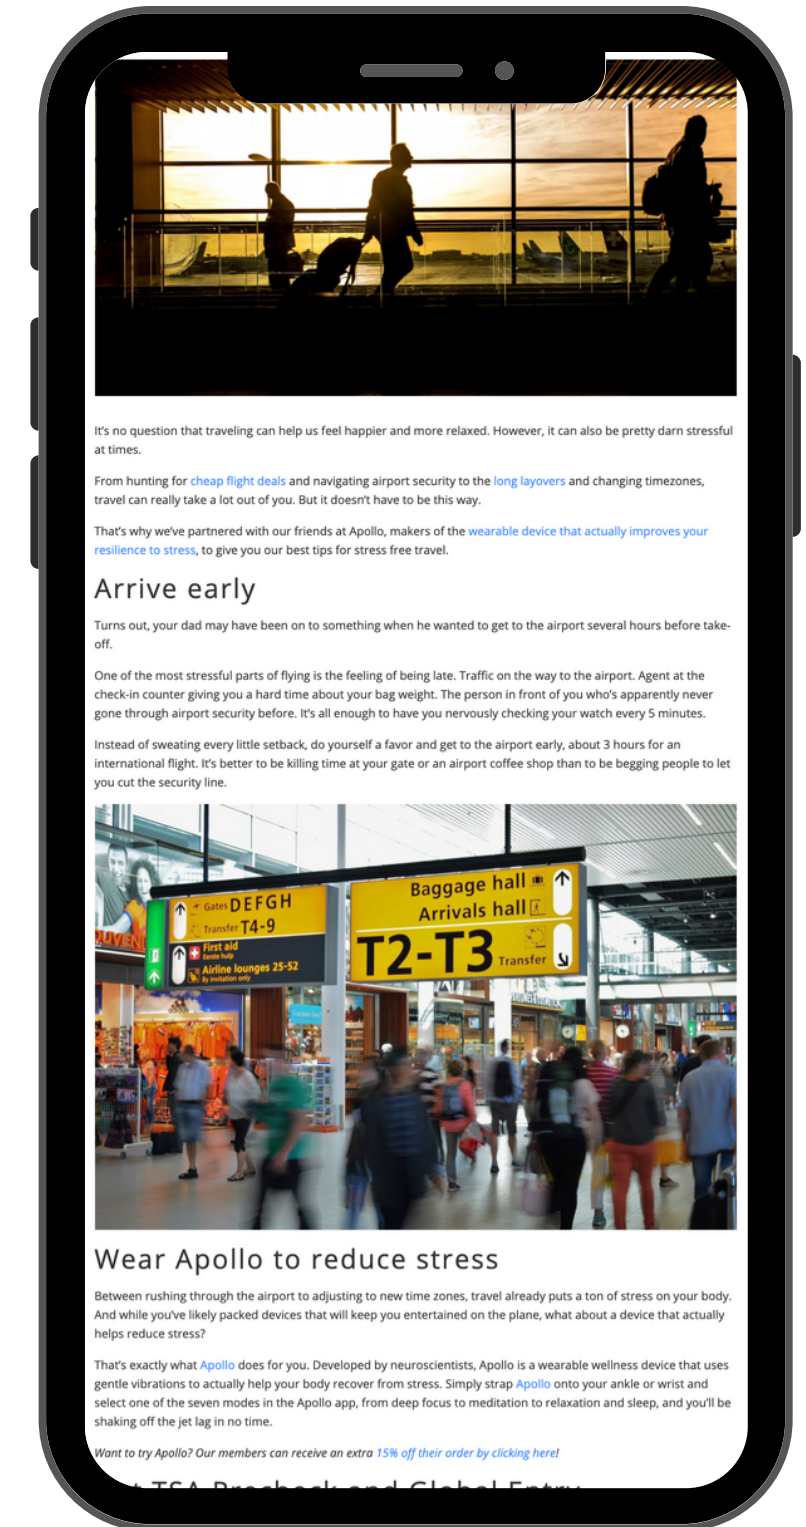 It's no question that traveling can help us feel happier and more relaxed. However, it can also be pretty darn stressful
at times.
From hunting for cheap flight deals and navigating airport security to the long layovers and changing timezones,
travel can really take a lot out of you. But it doesn't have to be this way.
That's why we've partnered with our friends at Apollo, makers of the wearable device that actually improves your
resilience to stress, to give you our best tips for stress free travel.
Arrive early
Turns out, your dad may have been on to something when he wanted to get to the airport several hours before take-
off.
One of the most stressful parts of flying is the feeling of being late. Traffic on the way to the airport. Agent at the
check-in counter giving you a hard time about your bag weight. The person in front of you who's apparently never
gone through airport security before. It's all enough to have you nervously checking your watch every 5 minutes.
Instead of sweating every little setback, do yourself a favor and get to the airport early, about 3 hours for an
international flight. It's better to be killing time at your gate or an airport coffee shop than to be begging people to let
you cut the security line.
Gates DEFGH
Transfer T4-9
First aid
Eerste hulp
Airline lounges 25-52
By invitation only
Baggage hall
Arrivals hall
T2-T3 Transfer
Wear Apollo to reduce stress
Between rushing through the airport to adjusting to new time zones, travel already puts a ton of stress on your body.
And while you've likely packed devices that will keep you entertained on the plane, what about a device that actually
helps reduce stress?
That's exactly what Apollo does for you. Developed by neuroscientists, Apollo is a wearable wellness device that uses
gentle vibrations to actually help your body recover from stress. Simply strap Apollo onto your ankle or wrist and
select one of the seven modes in the Apollo app, from deep focus to meditation to relaxation and sleep, and you'll be
shaking off the jet lag in no time.
Want to try Apollo? Our members can receive an extra 15% off their order by clicking here!
TSA Precheck and Global Entry